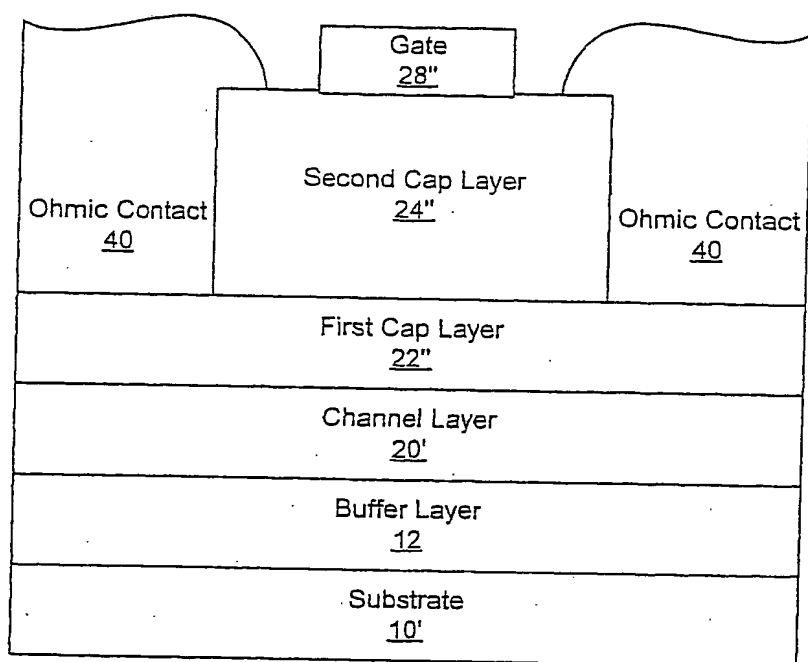 Gate
28"
Second Cap Layer
24"
Ohmic Contact
40
Ohmic Contact
40
First Cap Layer
22"
Channel Layer
20'
Buffer Layer
12
Substrate
10'